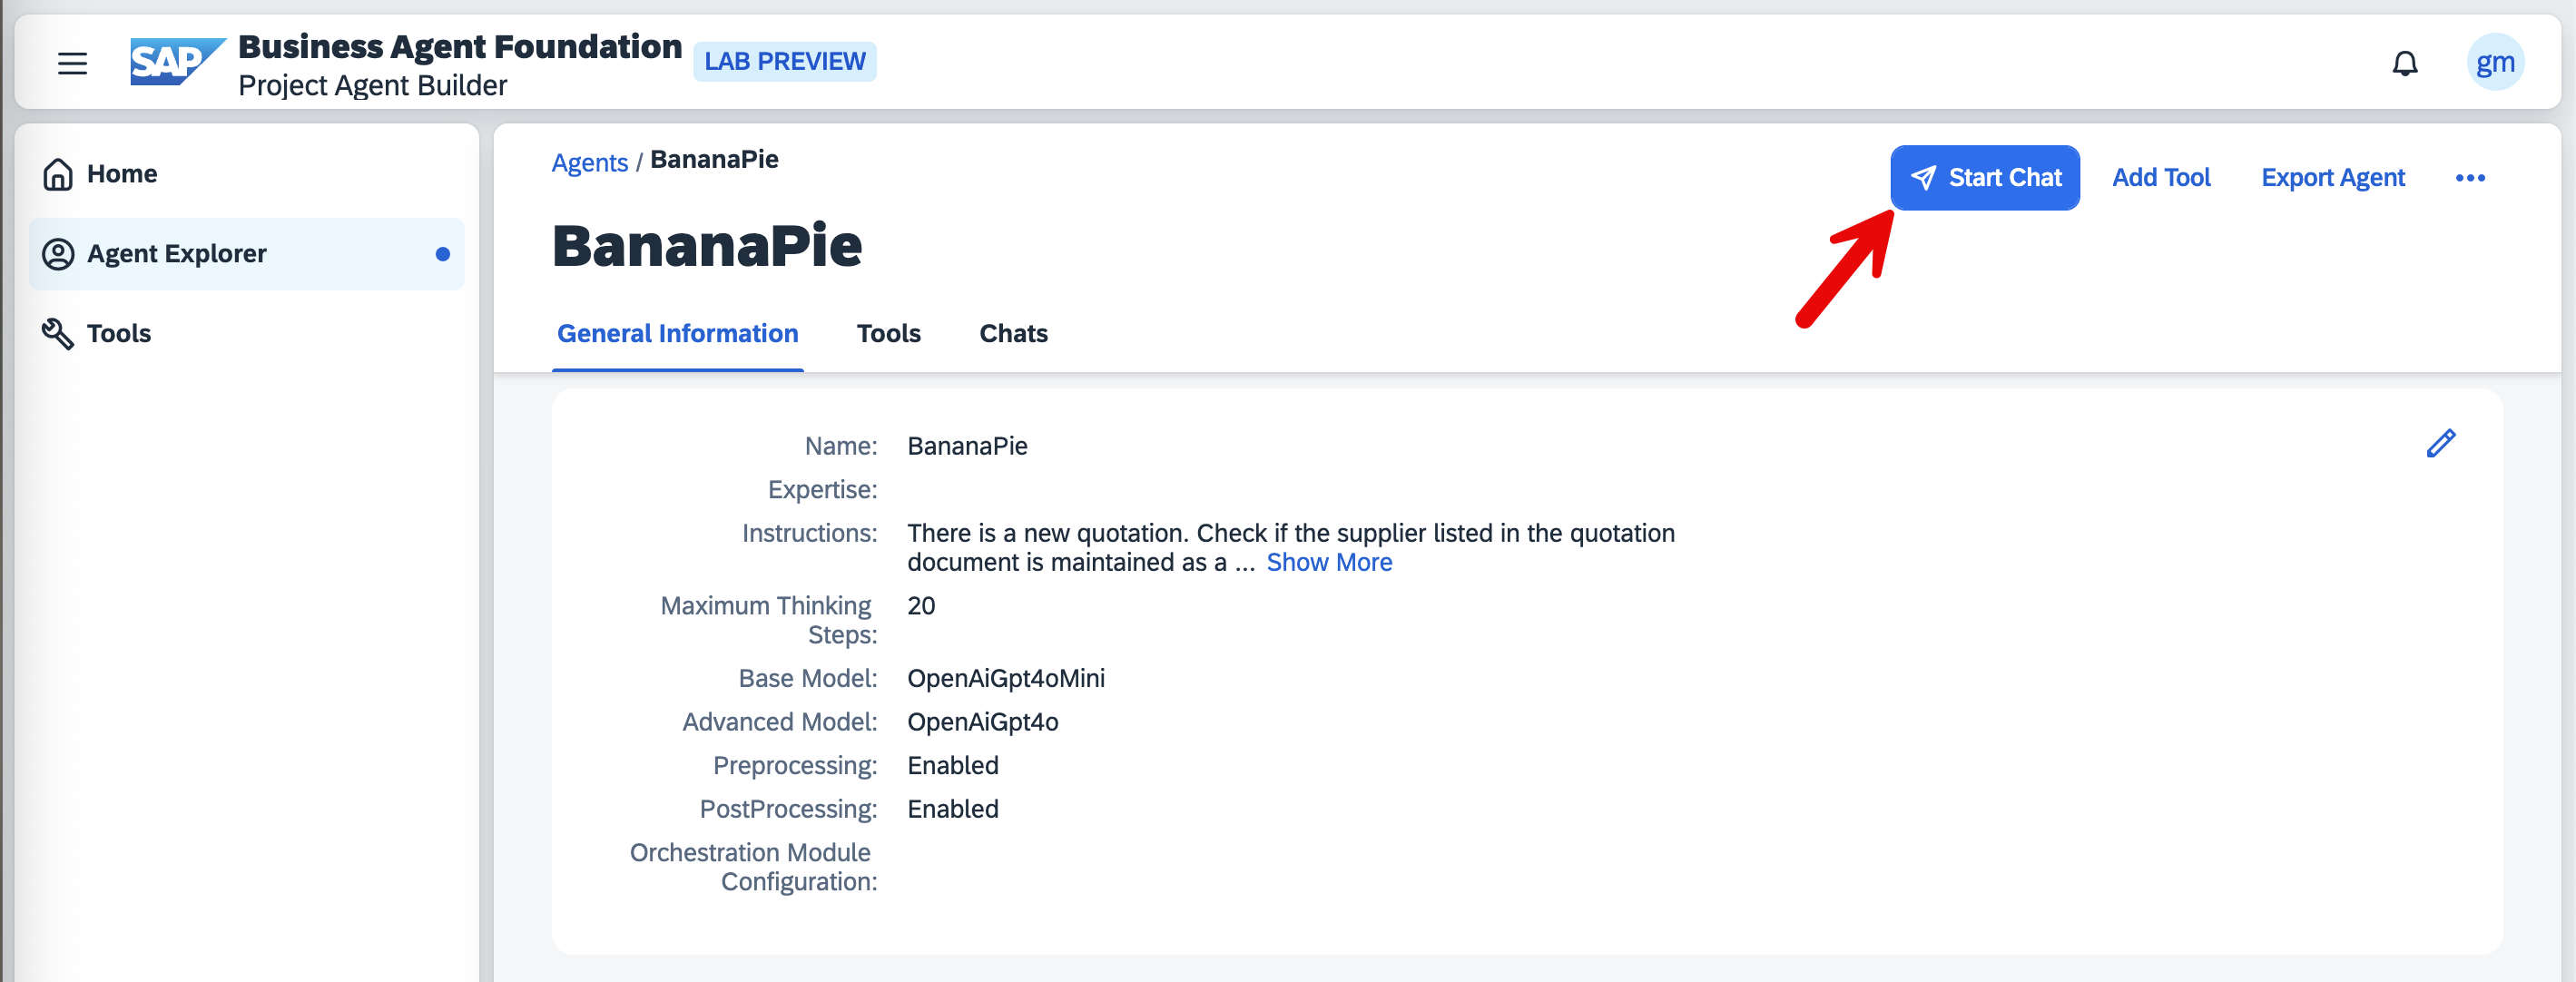 SAP
Business Agent Foundation
LAB PREVIEW
Project Agent Builder
gm
Home
Agent Explorer
Tools
Agents / BananaPie
Start Chat
Add Tool
Export Agent
BananaPie
General Information
Tools
Chats
Name: BananaPie
Expertise:
Instructions: There is a new quotation. Check if the supplier listed in the quotation
document is maintained as a ... Show More
Maximum Thinking 20
Steps:
Base Model: OpenAiGpt4oMini
Advanced Model: OpenAiGpt4o
Preprocessing: Enabled
PostProcessing: Enabled
Orchestration Module
Configuration: